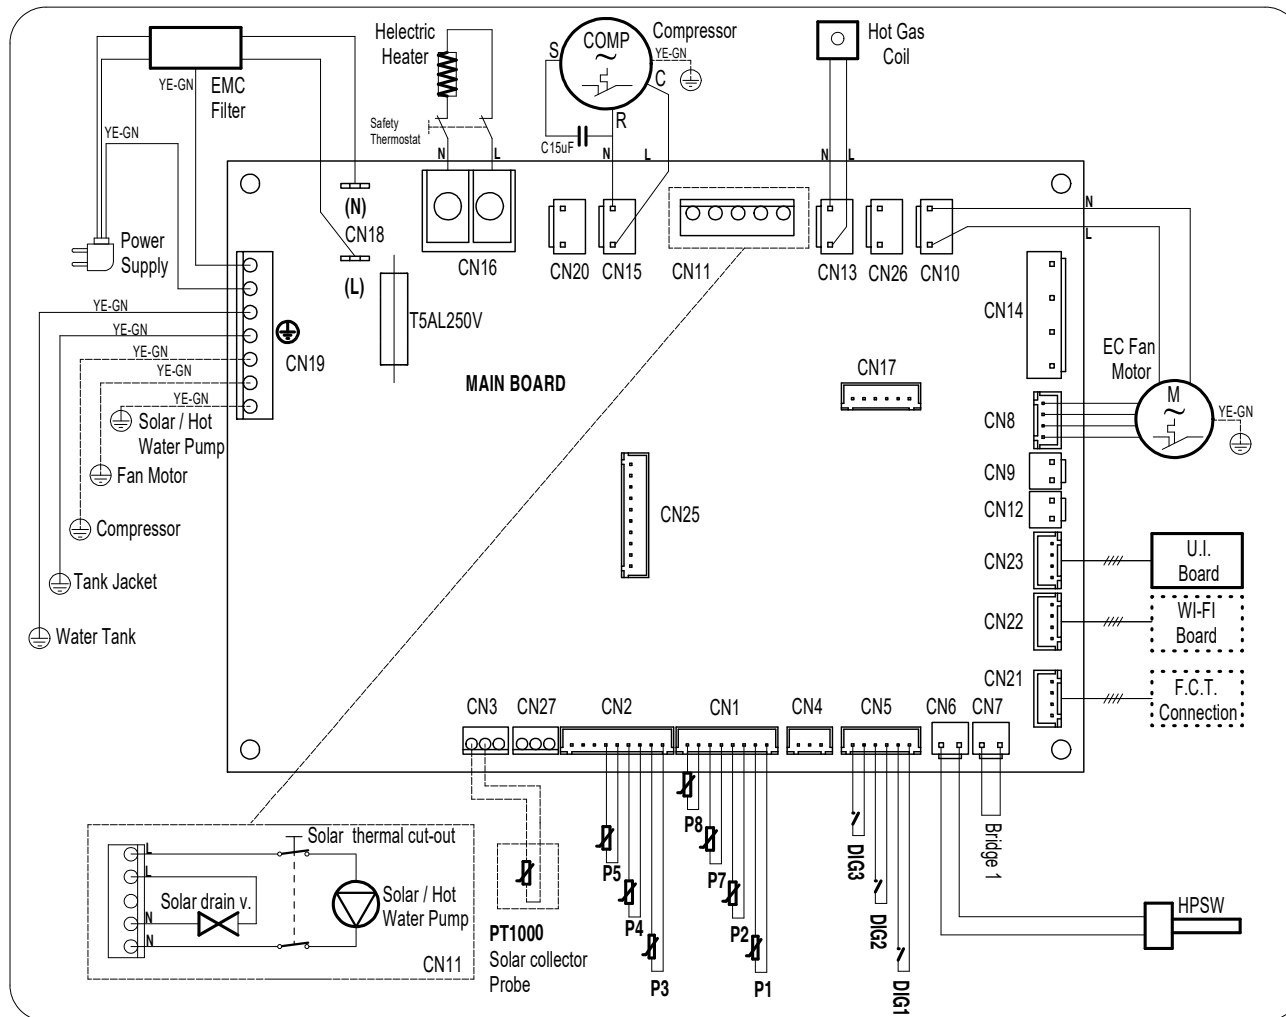 Helectric
Heater
S
COMP
~
Compressor
YE-GN
C
R
C15uF
Hot Gas
Coil
EMC
Filter
YE-GN
YE-GN
Safety
Thermostat
N
L
N
L
N
L
N
L
(N)
CN18
(L)
Power
Supply
CN16
CN20
CN15
CN11
CN13
CN26
CN10
CN14
T5AL250V
CN19
YE-GN
YE-GN
YE-GN
YE-GN
YE-GN
Solar / Hot
Water Pump
Fan Motor
Compressor
Tank Jacket
Water Tank
MAIN BOARD
CN17
EC Fan
Motor
M
~
YE-GN
CN8
CN9
CN12
CN25
CN23
U.I.
Board
CN22
WI-FI
Board
CN21
F.C.T.
Connection
CN3
CN27
CN2
CN1
CN4
CN5
CN6
CN7
P8
P5
P7
P4
P2
P3
P1
DIG3
DIG2
DIG1
Bridge 1
HPSW
PT1000
Solar collector
Probe
L
Solar thermal cut-out
L
Solar drain v.
N
N
Solar / Hot
Water Pump
CN11